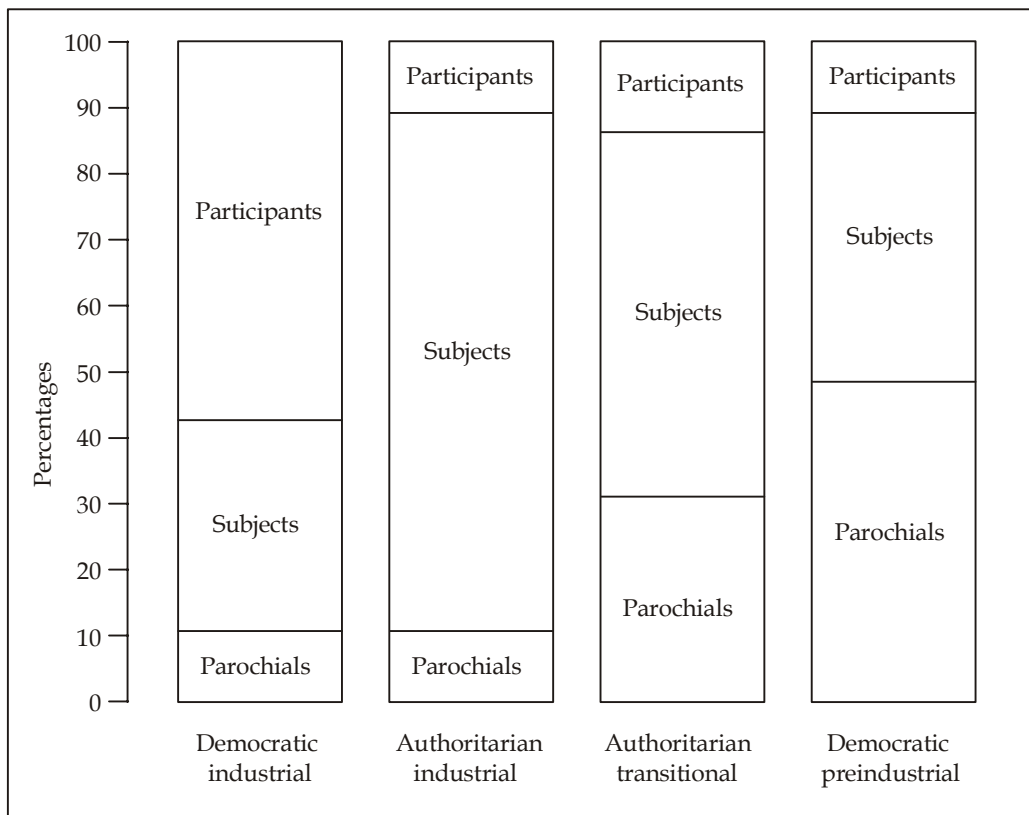 Percentages
100
90
80
70
60
50
40
30
20
10
0
Participants
Subjects
Parochials
Democratic
industrial
Participants
Subjects
Parochials
Authoritarian
industrial
Participants
Subjects
Parochials
Authoritarian
transitional
Participants
Subjects
Parochials
Democratic
preindustrial